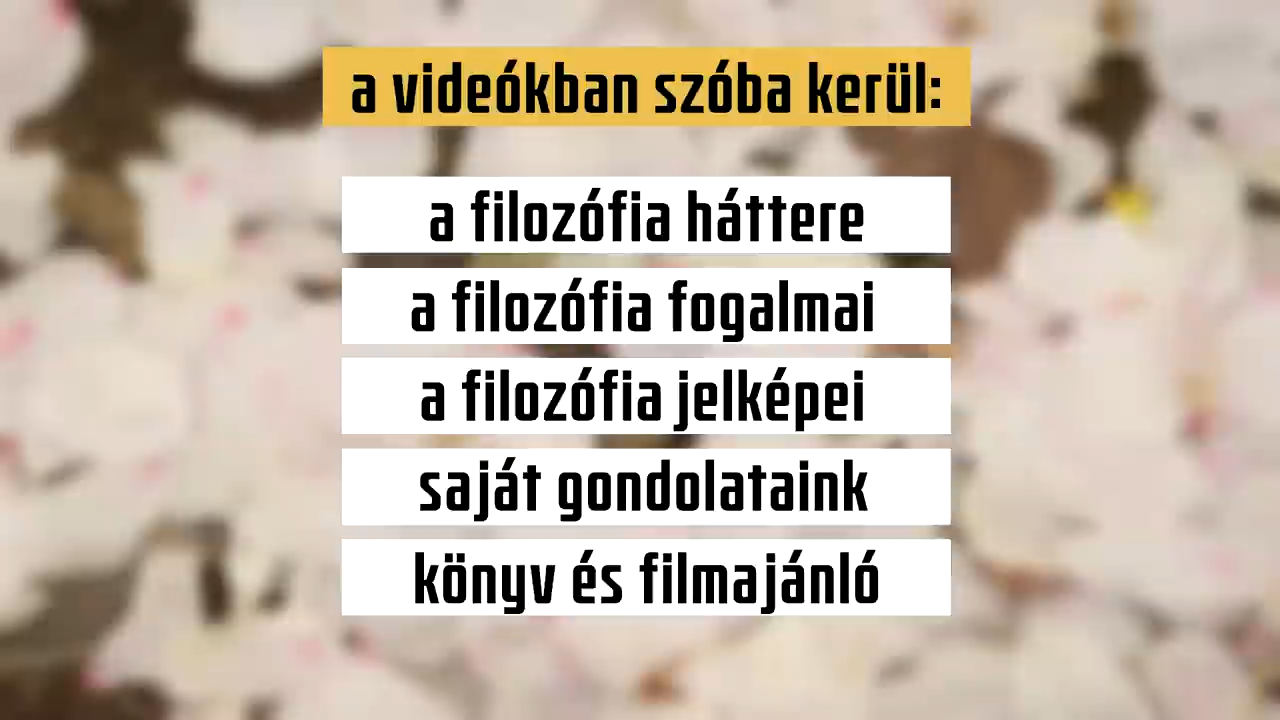 a videókban szóba kerül:
a filozófia háttere
a filozófia fogalmai
a filozófia jelképei
saját gondolataink
könyv és filmajánló